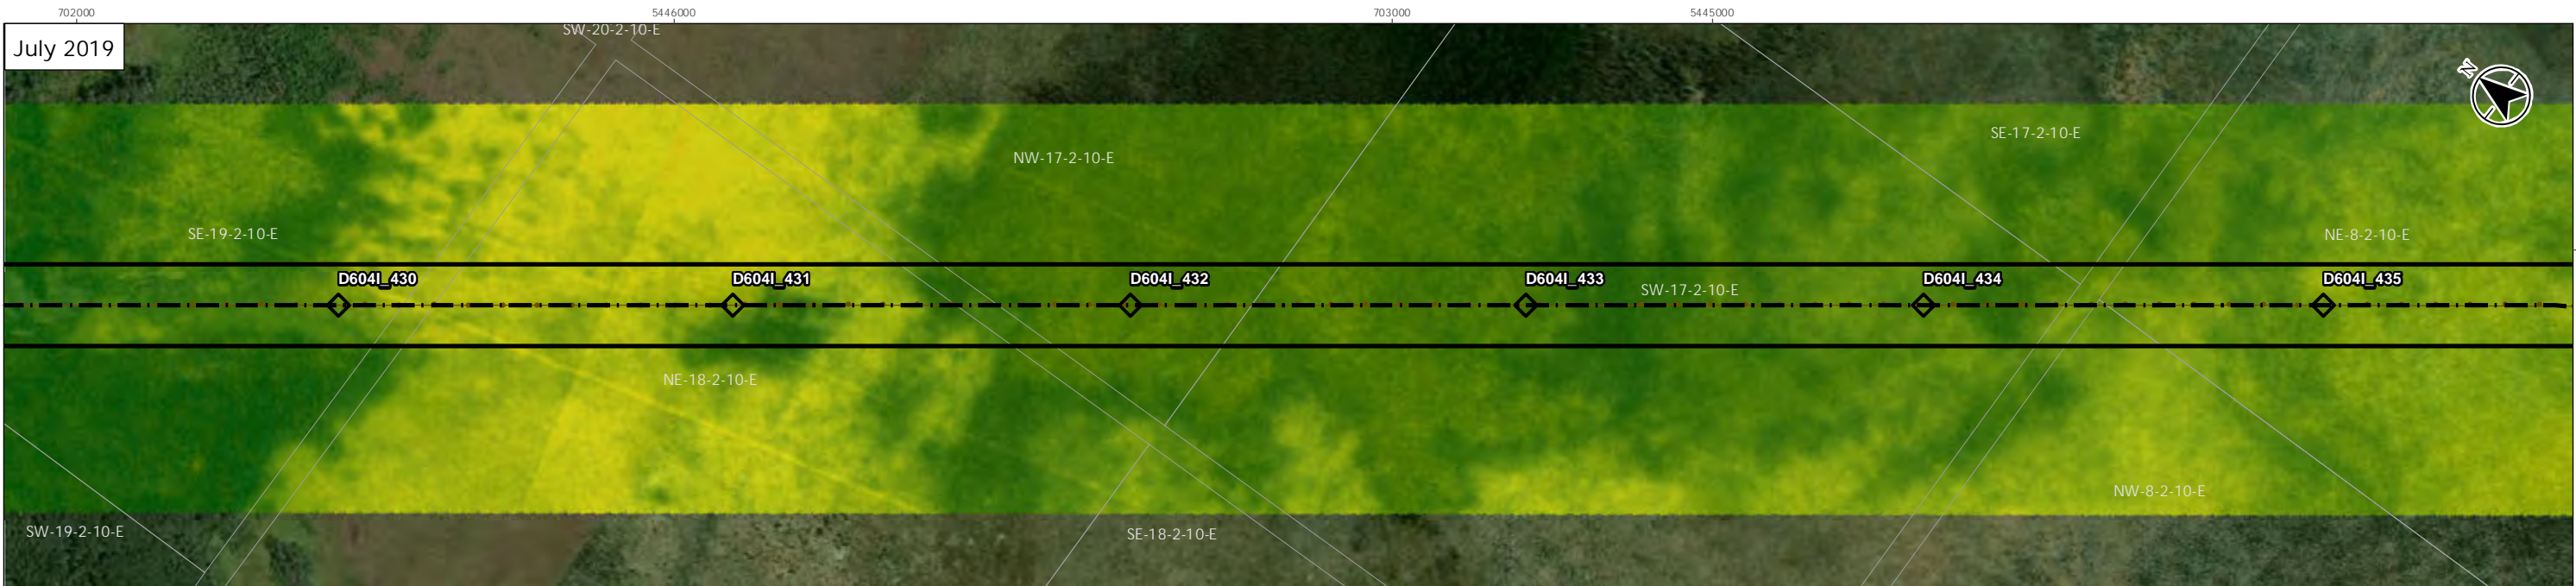 702000 5446000 703000 5445000
July 2019
SW-20-2-10-E
N
SE-17-2-10-E
NW-17-2-10-E
SE-19-2-10-E
NE-8-2-10-E
D604I_430 D604I_431 D604I_432 D604I_433 D604I_434 D604I_435
SW-17-2-10-E
NE-18-2-10-E
NW-8-2-10-E
SW-19-2-10-E
SE-18-2-10-E